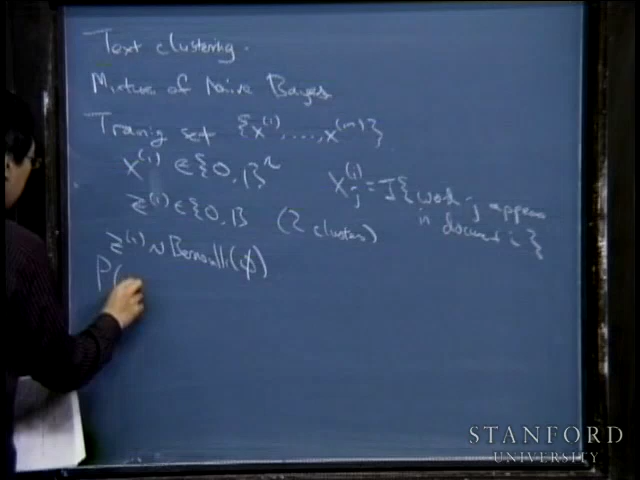 Text clustering.
Mixture of Naive Bayes
Traning set {x^(1), ..., x^(m)}
x^(i) ∈ {0, 1}^n
x_j^(i) = 1{word j appears
in document i}
z^(i) ∈ {0, 1} (2 clusters)
z^(i) ~ Bernoulli(ϕ)
P(
STANFORD
UNIVERSITY